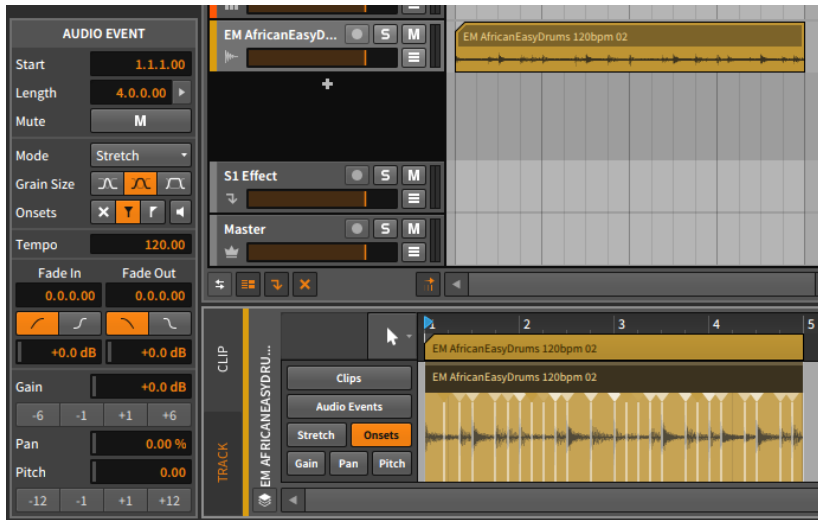 AUDIO EVENT
Start 1.1.1.00
Length 4.0.0.00
Mute M
Mode Stretch
Grain Size
Onsets
Tempo 120.00
Fade In Fade Out
0.0.0.00 0.0.0.00
+0.0 dB +0.0 dB
Gain +0.0 dB
-6 -1 +1 +6
Pan 0.00 %
Pitch 0.00
-12 -1 +1 +12
EM AfricanEasyD... S M
EM AfricanEasyDrums 120bpm 02
+
S1 Effect S M
Master S M
CLIP
TRACK
EM AFRICANEASYDRU...
1 2 3 4 5
EM AfricanEasyDrums 120bpm 02
EM AfricanEasyDrums 120bpm 02
Clips
Audio Events
Stretch Onsets
Gain Pan Pitch